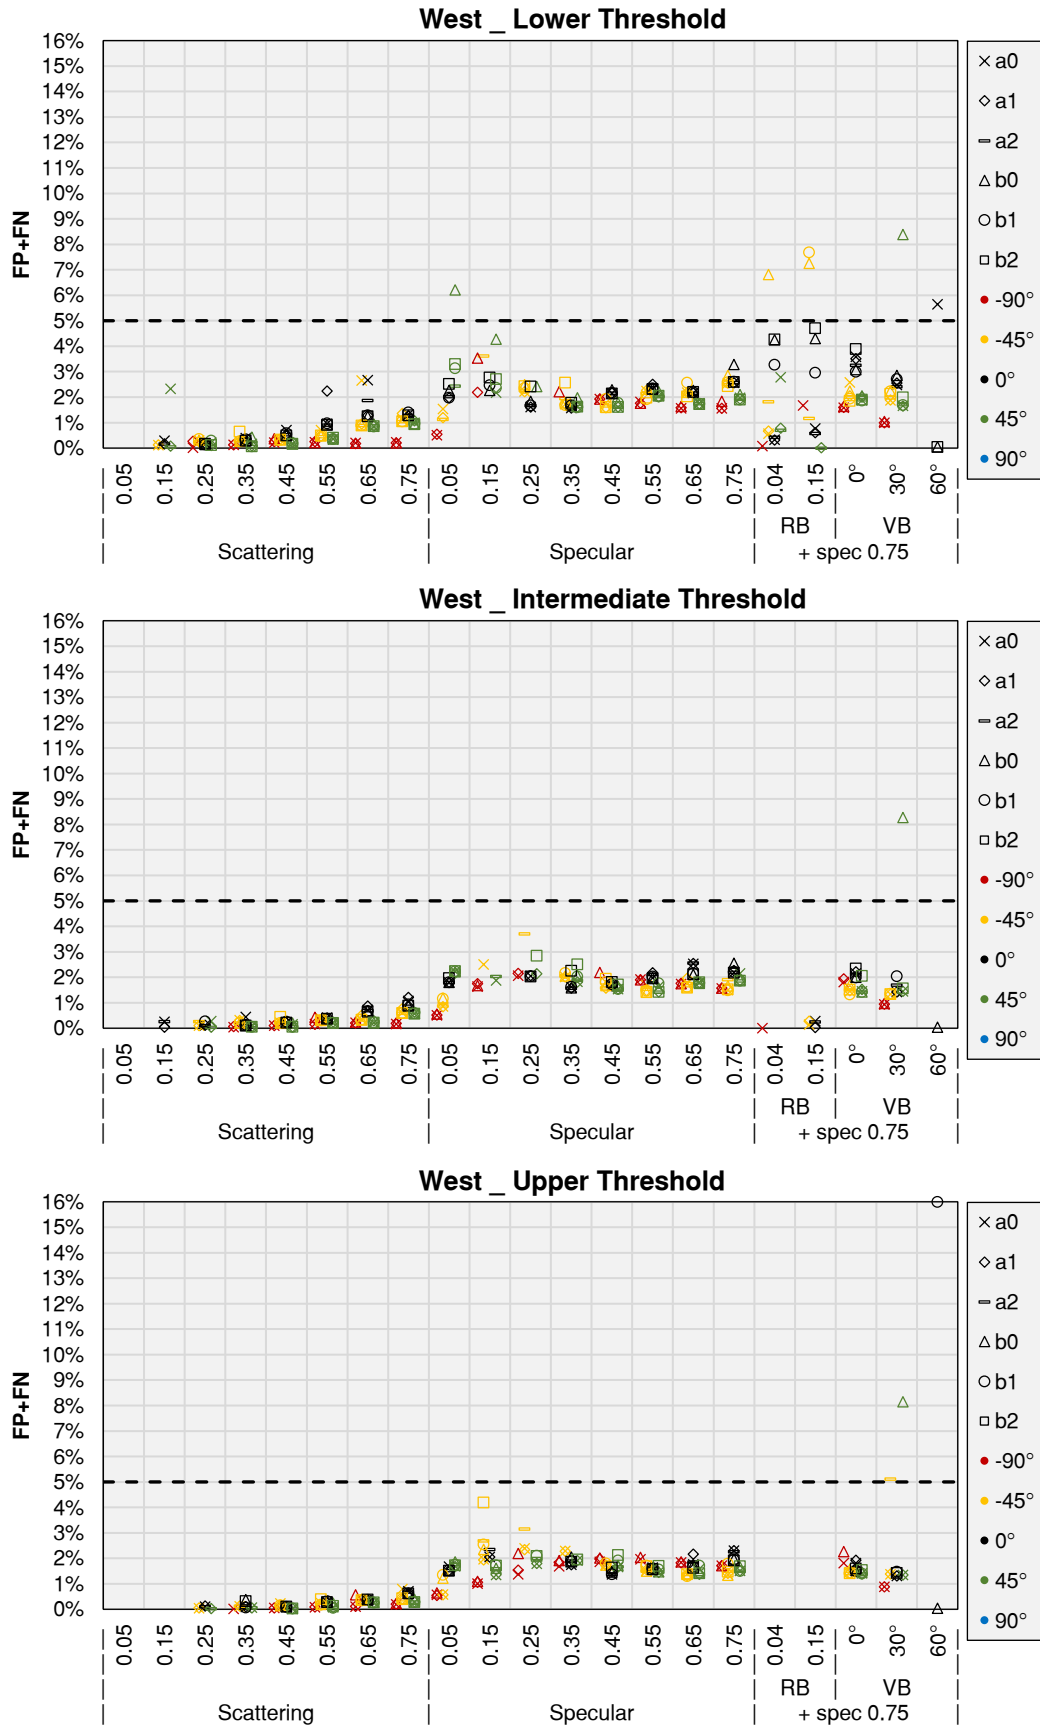 West _ Lower Threshold
16%
15%
14%
13%
12%
11%
10%
9%
8%
7%
6%
5%
4%
3%
2%
1%
0%
FP+FN
0.05 0.15 0.25 0.35 0.45 0.55 0.65 0.75 0.05 0.15 0.25 0.35 0.45 0.55 0.65 0.75 0.04 0.15 0° 30° 60°
RB VB
Scattering Specular + spec 0.75
a0
a1
a2
b0
b1
b2
-90°
-45°
0°
45°
90°
West _ Intermediate Threshold
16%
15%
14%
13%
12%
11%
10%
9%
8%
7%
6%
5%
4%
3%
2%
1%
0%
FP+FN
0.05 0.15 0.25 0.35 0.45 0.55 0.65 0.75 0.05 0.15 0.25 0.35 0.45 0.55 0.65 0.75 0.04 0.15 0° 30° 60°
RB VB
Scattering Specular + spec 0.75
a0
a1
a2
b0
b1
b2
-90°
-45°
0°
45°
90°
West _ Upper Threshold
16%
15%
14%
13%
12%
11%
10%
9%
8%
7%
6%
5%
4%
3%
2%
1%
0%
FP+FN
0.05 0.15 0.25 0.35 0.45 0.55 0.65 0.75 0.05 0.15 0.25 0.35 0.45 0.55 0.65 0.75 0.04 0.15 0° 30° 60°
RB VB
Scattering Specular + spec 0.75
a0
a1
a2
b0
b1
b2
-90°
-45°
0°
45°
90°